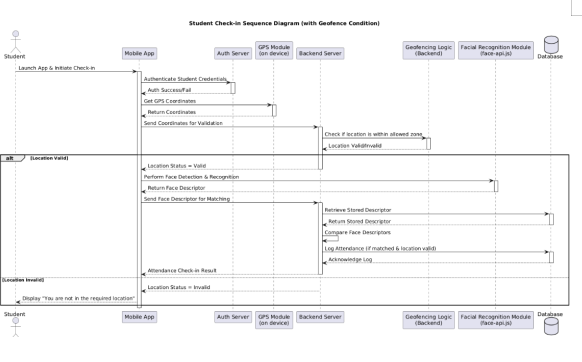 Student Check-in Sequence Diagram (with Geofence Condition)
Student
Mobile App
Auth Server
GPS Module
(on device)
Backend Server
Geofencing Logic
(Backend)
Facial Recognition Module
(face-api.js)
Database
Launch App & Initiate Check-in
Authenticate Student Credentials
Auth Success/Fail
Get GPS Coordinates
Return Coordinates
Send Coordinates for Validation
Check if location is within allowed zone
Location Valid/Invalid
alt
[Location Valid]
Location Status = Valid
Perform Face Detection & Recognition
Return Face Descriptor
Send Face Descriptor for Matching
Retrieve Stored Descriptor
Return Stored Descriptor
Compare Face Descriptors
Log Attendance (if matched & location valid)
Acknowledge Log
Attendance Check-in Result
[Location Invalid]
Location Status = Invalid
Display "You are not in the required location"
Student
Mobile App
Auth Server
GPS Module
(on device)
Backend Server
Geofencing Logic
(Backend)
Facial Recognition Module
(face-api.js)
Database